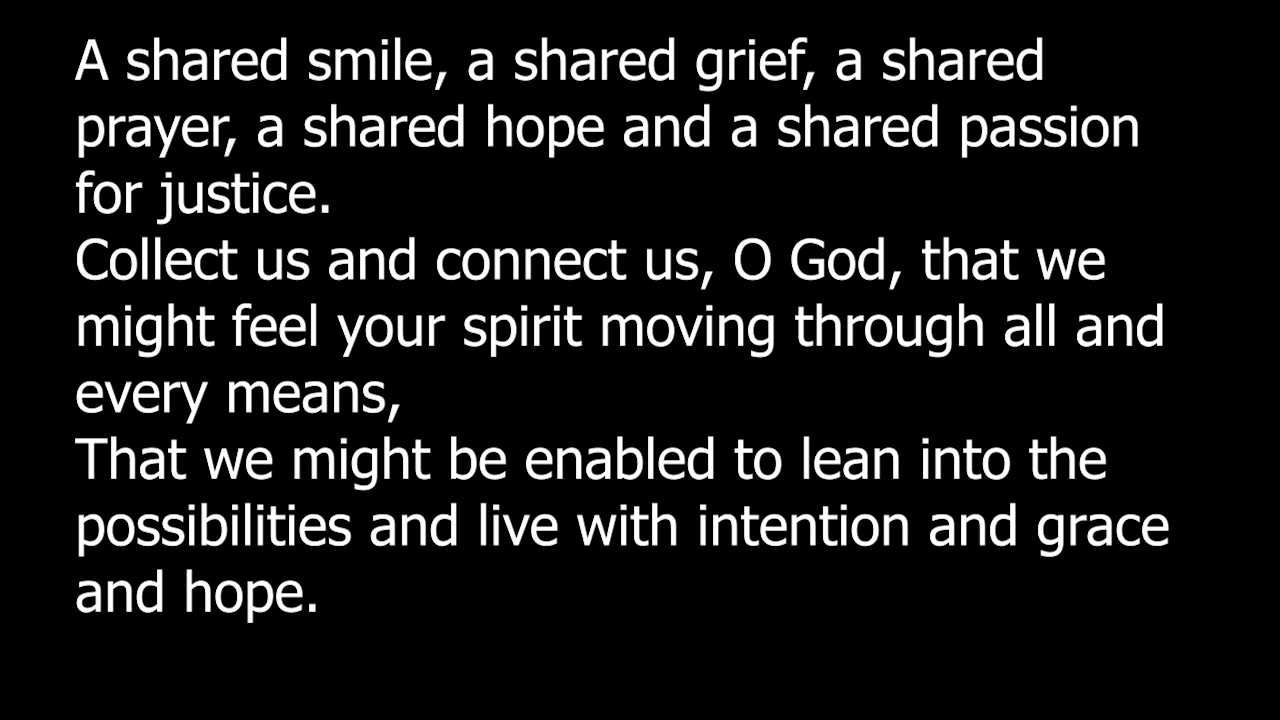 A shared smile, a shared grief, a shared
prayer, a shared hope and a shared passion
for justice.
Collect us and connect us, O God, that we
might feel your spirit moving through all and
every means,
That we might be enabled to lean into the
possibilities and live with intention and grace
and hope.